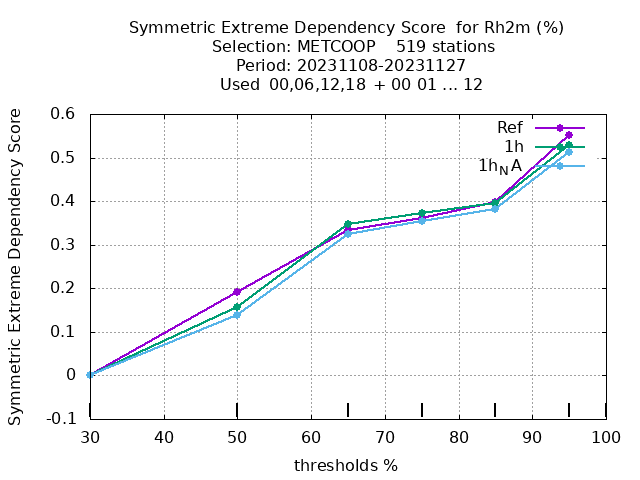 Symmetric Extreme Dependency Score for Rh2m (%)
Selection: METCOOP 519 stations
Period: 20231108-20231127
Used 00,06,12,18 + 00 01 ... 12
Symmetric Extreme Dependency Score
0.6
0.5
0.4
0.3
0.2
0.1
0
-0.1
Ref
1h
1h_NA
30 40 50 60 70 80 90 100
thresholds %